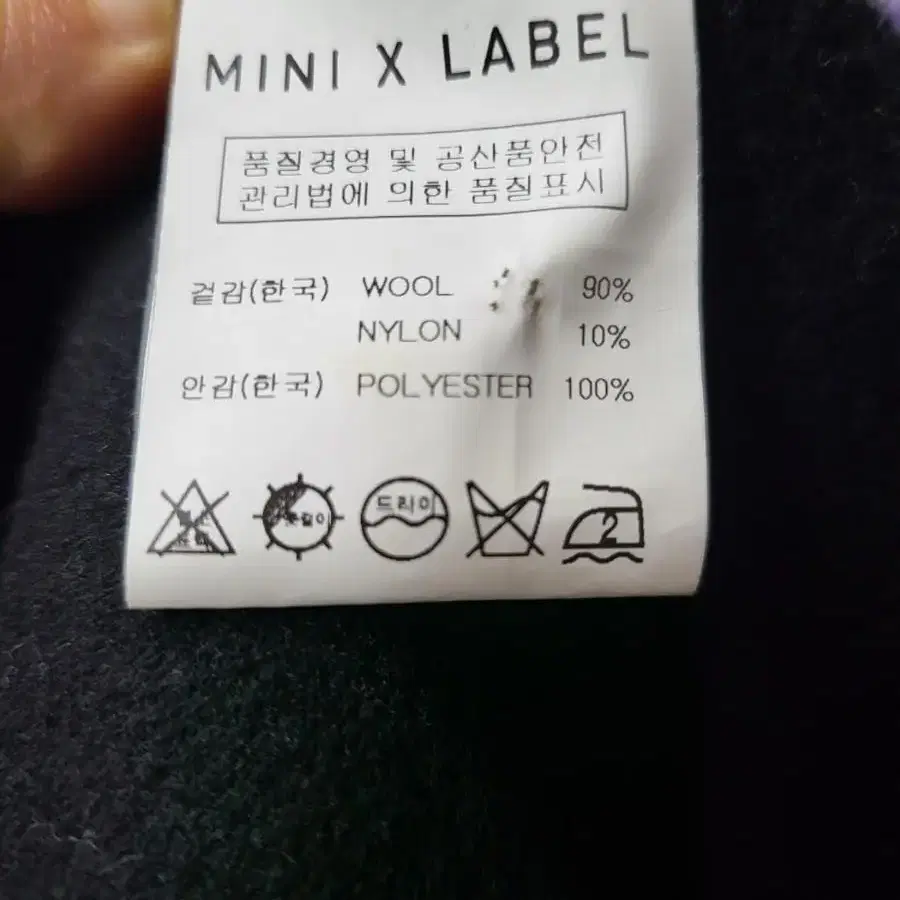 MINI X LABEL
품질경영 및 공산품안전
관리법에 의한 품질표시
겉감(한국) WOOL 90%
NYLON 10%
안감(한국) POLYESTER 100%
드라이
2